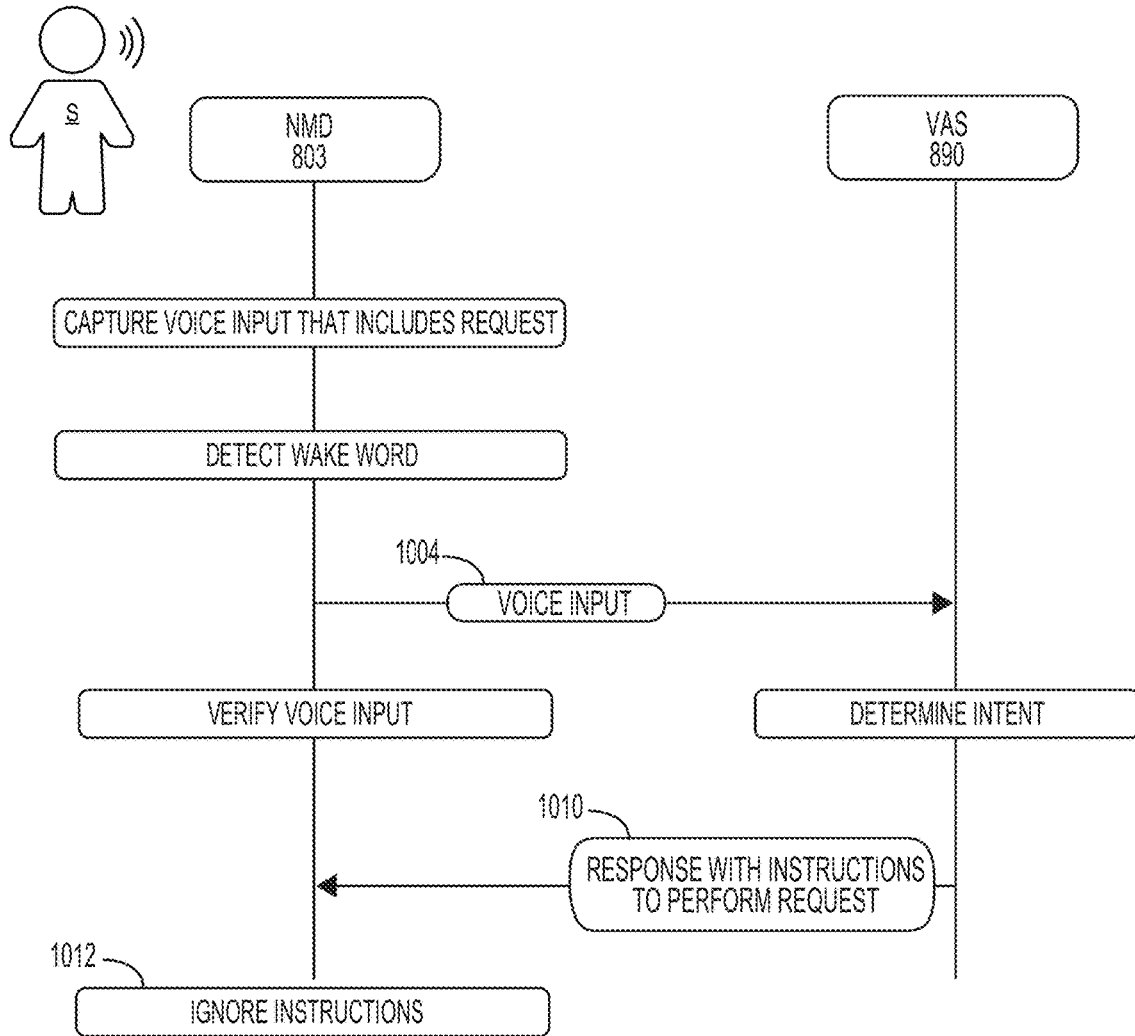 S
NMD
803
VAS
890
CAPTURE VOICE INPUT THAT INCLUDES REQUEST
DETECT WAKE WORD
1004
VOICE INPUT
VERIFY VOICE INPUT
DETERMINE INTENT
1010
RESPONSE WITH INSTRUCTIONS
TO PERFORM REQUEST
1012
IGNORE INSTRUCTIONS